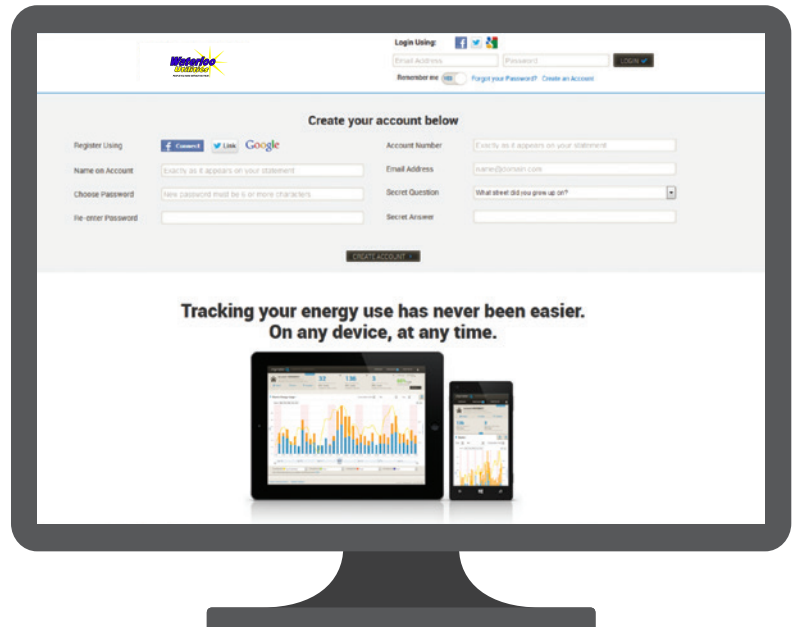 Login Using:
Waterloo
Utilities
Email Address
Password
LOGIN
Remember me YES Forgot your Password? Create an Account
Create your account below
Register Using
f Connect
Link
Google
Account Number
Exactly as it appears on your statement
Name on Account
Exactly as it appears on your statement
Email Address
name@domain.com
Choose Password
New password must be 6 or more characters
Secret Question
What street did you grow up on?
Re-enter Password
Secret Answer
CREATE ACCOUNT
Tracking your energy use has never been easier.
On any device, at any time.
33
138
5